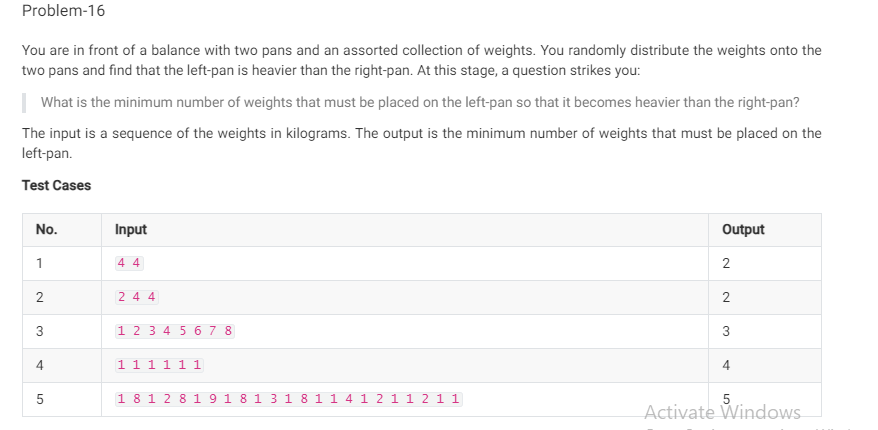 Problem-16
You are in front of a balance with two pans and an assorted collection of weights. You randomly distribute the weights onto the
two pans and find that the left-pan is heavier than the right-pan. At this stage, a question strikes you:
What is the minimum number of weights that must be placed on the left-pan so that it becomes heavier than the right-pan?
The input is a sequence of the weights in kilograms. The output is the minimum number of weights that must be placed on the
left-pan.
Test Cases
No. Input Output
1 4 4 2
2 2 4 4 2
3 1 2 3 4 5 6 7 8 3
4 1 1 1 1 1 1 4
5 1 8 1 2 8 1 9 1 8 1 3 1 8 1 1 4 1 2 1 1 2 1 1 5
Activate Windows